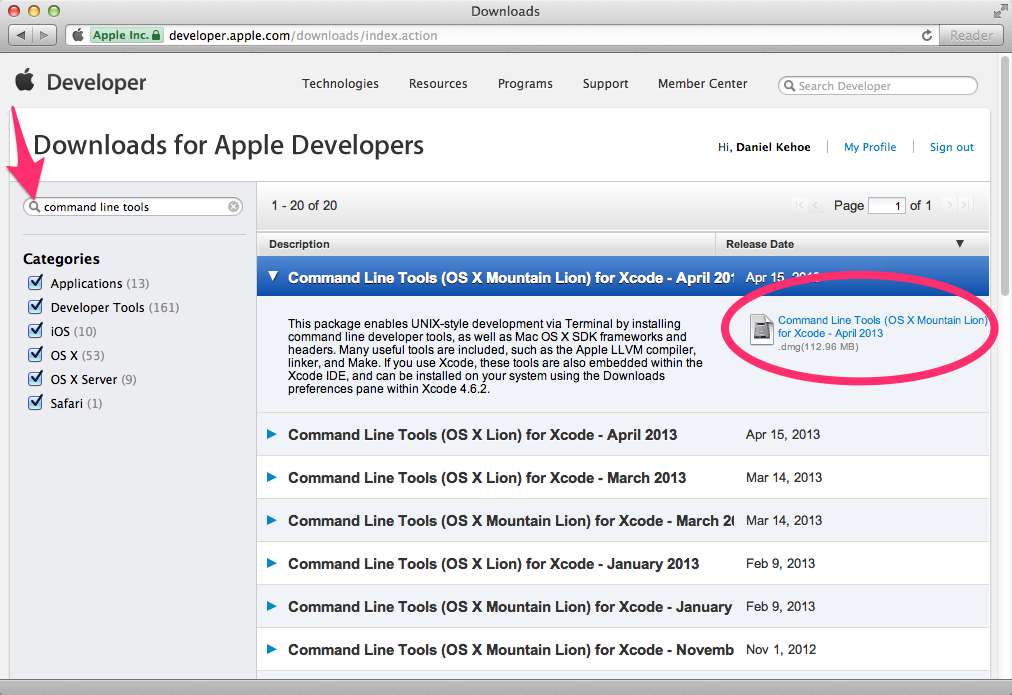 Downloads
Apple Inc. developer.apple.com/downloads/index.action Reader
Developer Technologies Resources Programs Support Member Center Search Developer
Downloads for Apple Developers
Hi, Daniel Kehoe My Profile Sign out
command line tools
1 - 20 of 20
Page 1 of 1
Categories
Applications (13)
Developer Tools (161)
iOS (10)
OS X (53)
OS X Server (9)
Safari (1)
Description Release Date
Command Line Tools (OS X Mountain Lion) for Xcode - April 201 Apr 15, 2013
This package enables UNIX-style development via Terminal by installing
command line developer tools, as well as Mac OS X SDK frameworks and
headers. Many useful tools are included, such as the Apple LLVM compiler,
linker, and Make. If you use Xcode, these tools are also embedded within the
Xcode IDE, and can be installed on your system using the Downloads
preferences pane within Xcode 4.6.2.
Command Line Tools (OS X Mountain Lion)
for Xcode - April 2013
.dmg(112.96 MB)
Command Line Tools (OS X Lion) for Xcode - April 2013 Apr 15, 2013
Command Line Tools (OS X Lion) for Xcode - March 2013 Mar 14, 2013
Command Line Tools (OS X Mountain Lion) for Xcode - March 20 Mar 14, 2013
Command Line Tools (OS X Lion) for Xcode - January 2013 Feb 9, 2013
Command Line Tools (OS X Mountain Lion) for Xcode - January Feb 9, 2013
Command Line Tools (OS X Mountain Lion) for Xcode - Novemb Nov 1, 2012